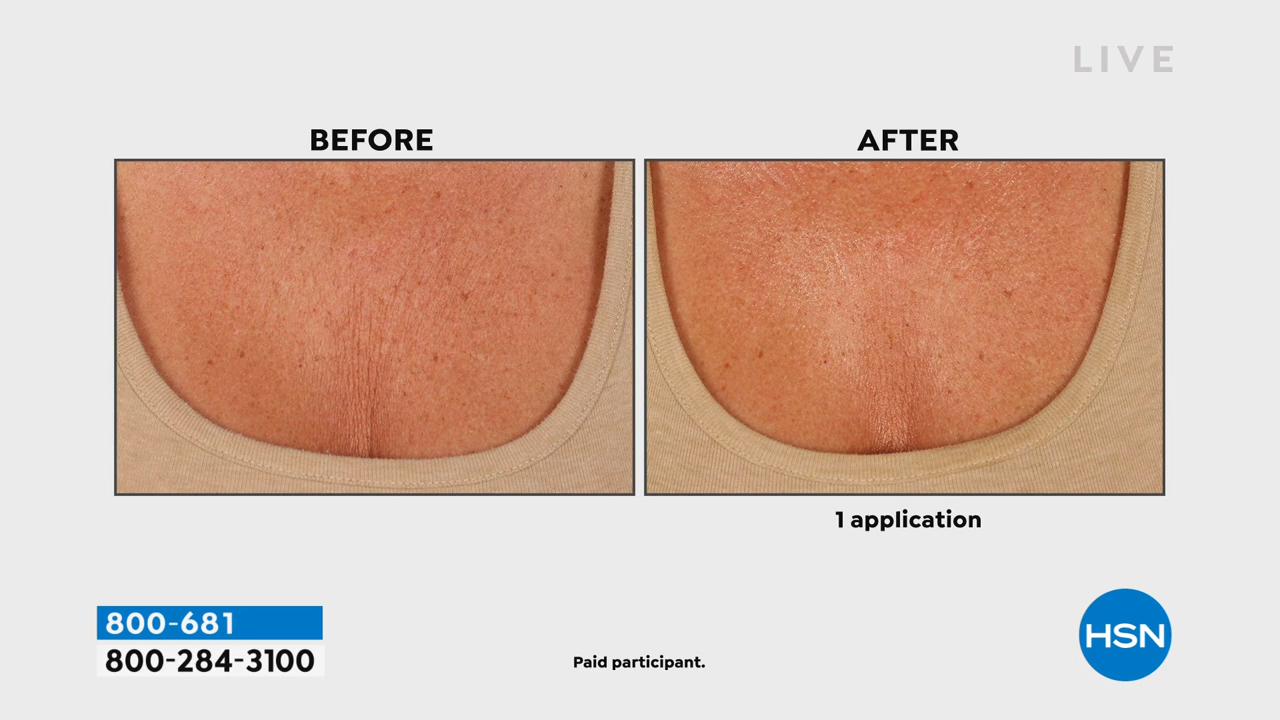 LIVE
BEFORE
AFTER
1 application
800-681
800-284-3100
Paid participant.
HSN